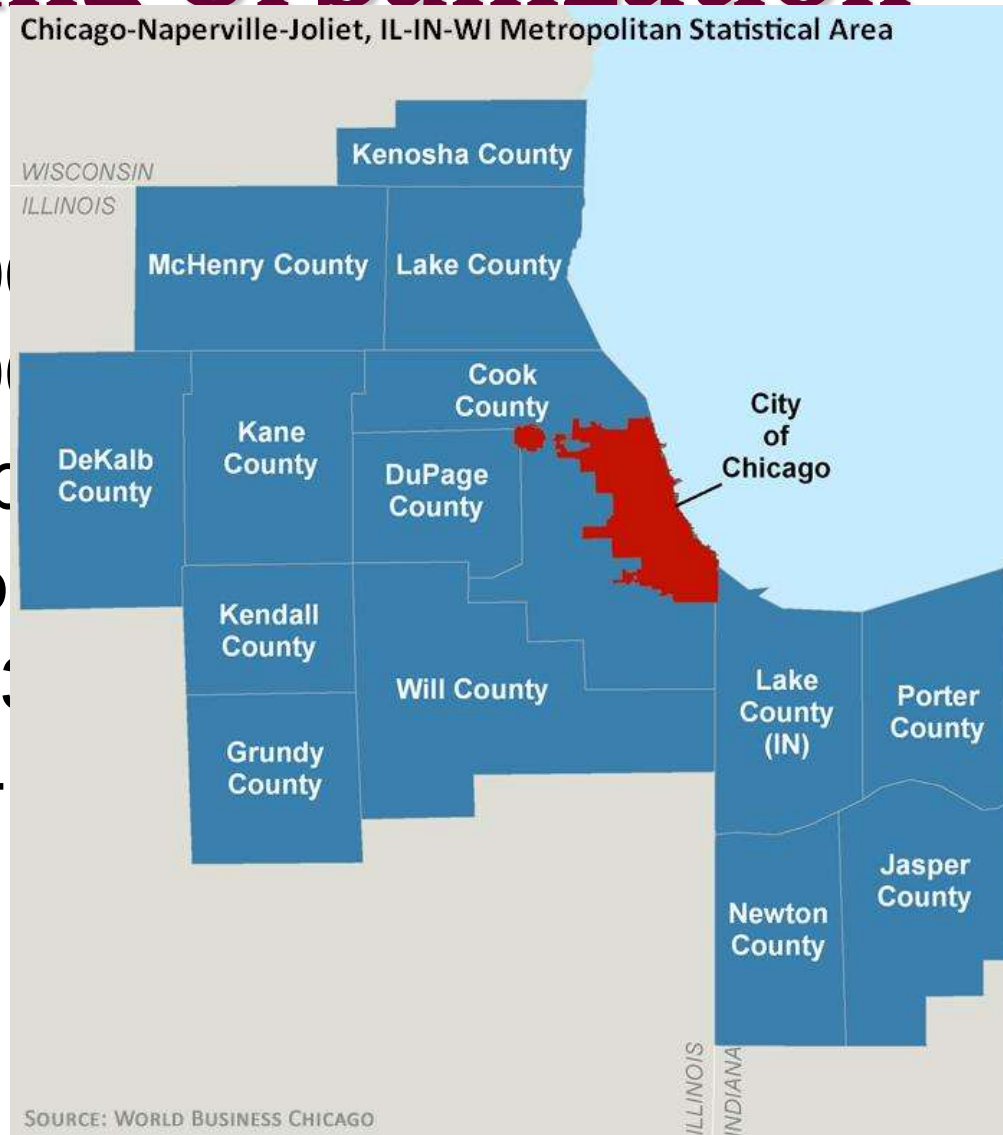 Organization
Chicago-Naperville-Joliet, IL-IN-WI Metropolitan Statistical Area
Kenosha County
WISCONSIN
ILLINOIS
McHenry County
Lake County
Cook
County
City
of
Chicago
Kane
County
DeKalb
County
DuPage
County
Kendall
County
Will County
Lake
County
(IN)
Porter
County
Grundy
County
Jasper
County
Newton
County
ILLINOIS
INDIANA
SOURCE: WORLD BUSINESS CHICAGO